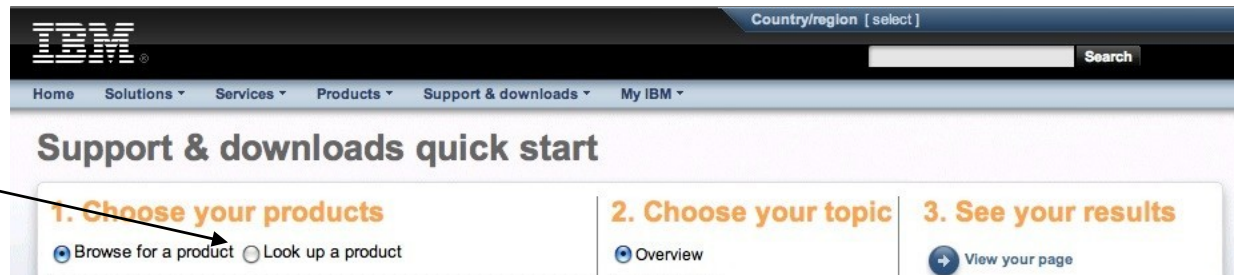 Country/region [ select ]
IBM ®
Search
Home Solutions Services Products Support & downloads My IBM
Support & downloads quick start
1. Choose your products
Browse for a product Look up a product
2. Choose your topic
Overview
3. See your results
View your page